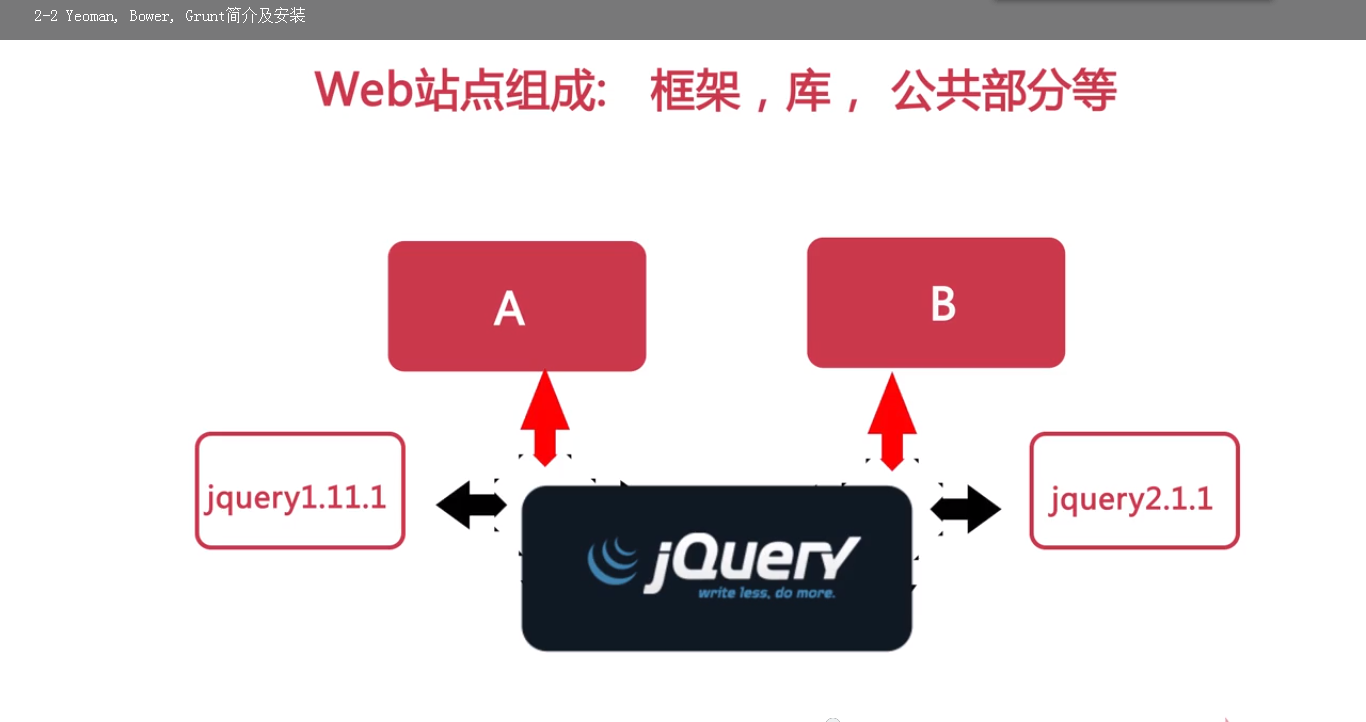 2-2 Yeoman, Bower, Grunt简介及安装
Web站点组成: 框架，库， 公共部分等
A
B
jquery1.11.1
jQuery
write less, do more.
jquery2.1.1